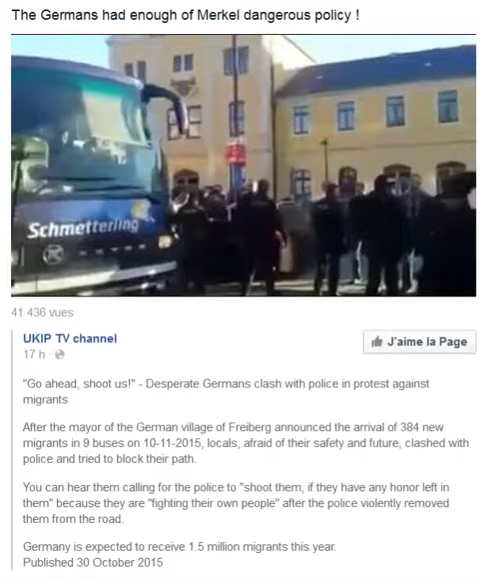 The Germans had enough of Merkel dangerous policy !
Schmetterling
41 436 vues
UKIP TV channel
J'aime la Page
17 h ·
"Go ahead, shoot us!" - Desperate Germans clash with police in protest against
migrants
After the mayor of the German village of Freiberg announced the arrival of 384 new
migrants in 9 buses on 10-11-2015, locals, afraid of their safety and future, clashed with
police and tried to block their path.
You can hear them calling for the police to "shoot them, if they have any honor left in
them" because they are "fighting their own people" after the police violently removed
them from the road.
Germany is expected to receive 1.5 million migrants this year.
Published 30 October 2015